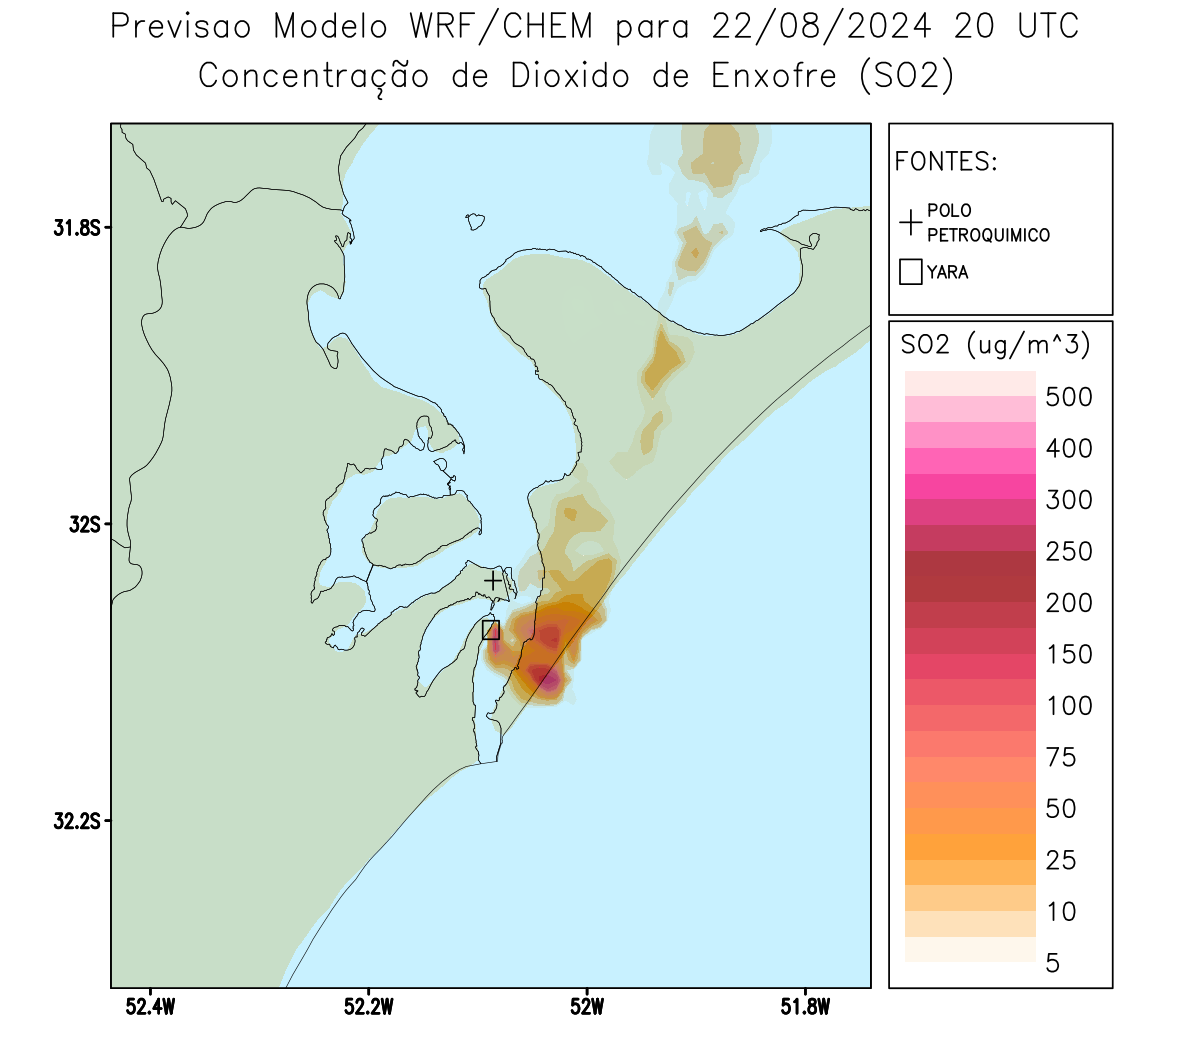 Previsao Modelo WRF/CHEM para 22/08/2024 20 UTC
Concentração de Dioxido de Enxofre (SO2)
FONTES:
POLO
PETROQUIMICO
YARA
SO2 (ug/m^3)
500
400
300
250
200
150
100
75
50
25
10
5
31.8S
32S
32.2S
52.4W
52.2W
52W
51.8W